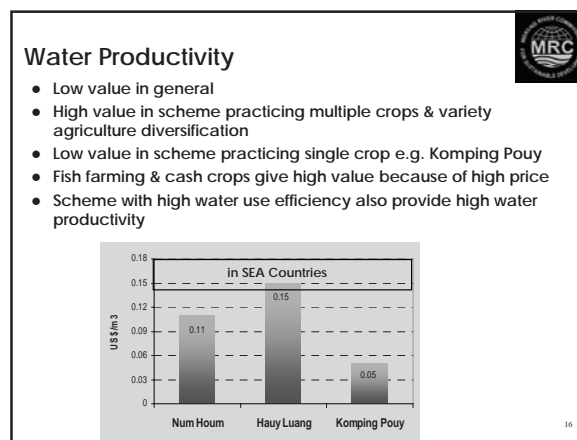 MRC
Water Productivity
● Low value in general
● High value in scheme practicing multiple crops & variety
agriculture diversification
● Low value in scheme practicing single crop e.g. Komping Pouy
● Fish farming & cash crops give high value because of high price
● Scheme with high water use efficiency also provide high water
productivity
in SEA Countries
US$/m3
0.18
0.15
0.12
0.09
0.06
0.03
0
0.11
0.15
0.05
Num Houm
Hauy Luang
Komping Pouy
16